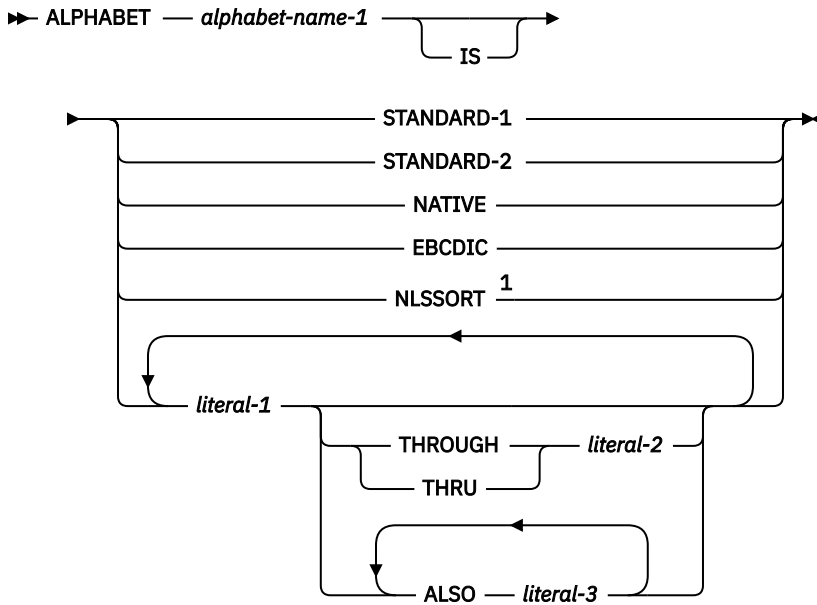 ALPHABET alphabet-name-1
IS
STANDARD-1
STANDARD-2
NATIVE
EBCDIC
NLSSORT 1
literal-1
THROUGH literal-2
THRU
ALSO literal-3